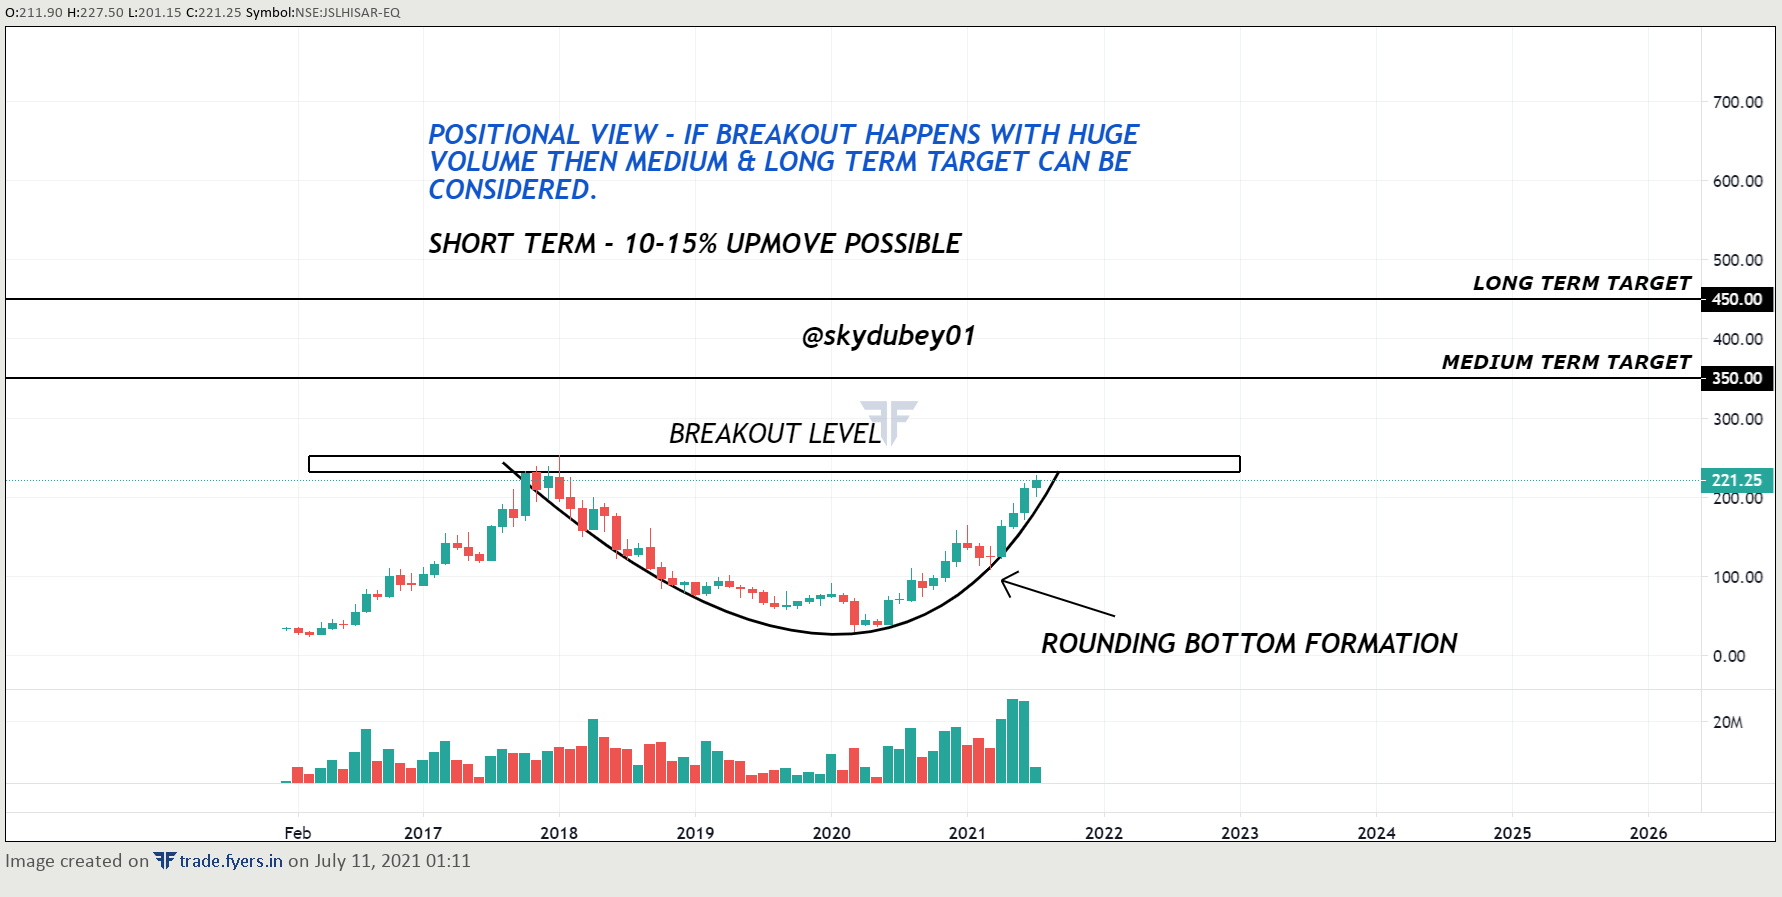 O:211.90 H:227.50 L:201.15 C:221.25 Symbol:NSE:JSLHISAR-EQ
700.00
POSITIONAL VIEW - IF BREAKOUT HAPPENS WITH HUGE
VOLUME THEN MEDIUM & LONG TERM TARGET CAN BE
CONSIDERED.
600.00
SHORT TERM - 10-15% UPMOVE POSSIBLE
500.00
LONG TERM TARGET
450.00
@skydubey01
400.00
MEDIUM TERM TARGET
350.00
300.00
BREAKOUT LEVEL
221.25
200.00
100.00
ROUNDING BOTTOM FORMATION
0.00
20M
Feb 2017 2018 2019 2020 2021 2022 2023 2024 2025 2026
Image created on trade.fyers.in on July 11, 2021 01:11